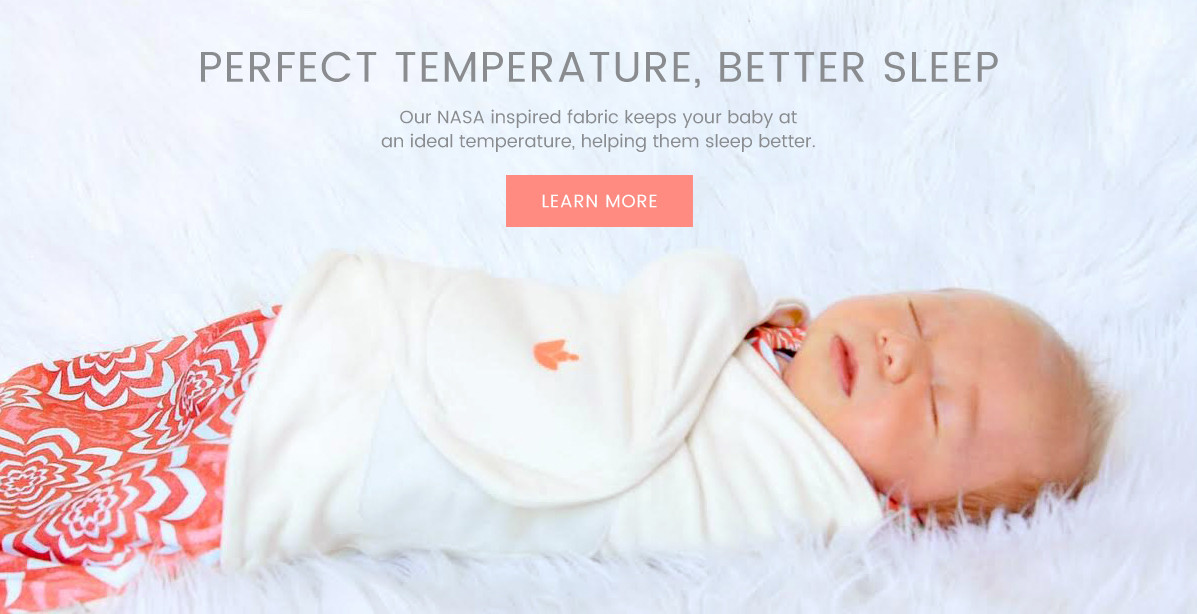 PERFECT TEMPERATURE, BETTER SLEEP
Our NASA inspired fabric keeps your baby at
an ideal temperature, helping them sleep better.
LEARN MORE